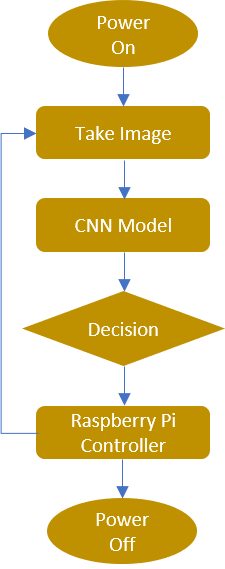 Power
On
Take Image
CNN Model
Decision
Raspberry Pi
Controller
Power
Off